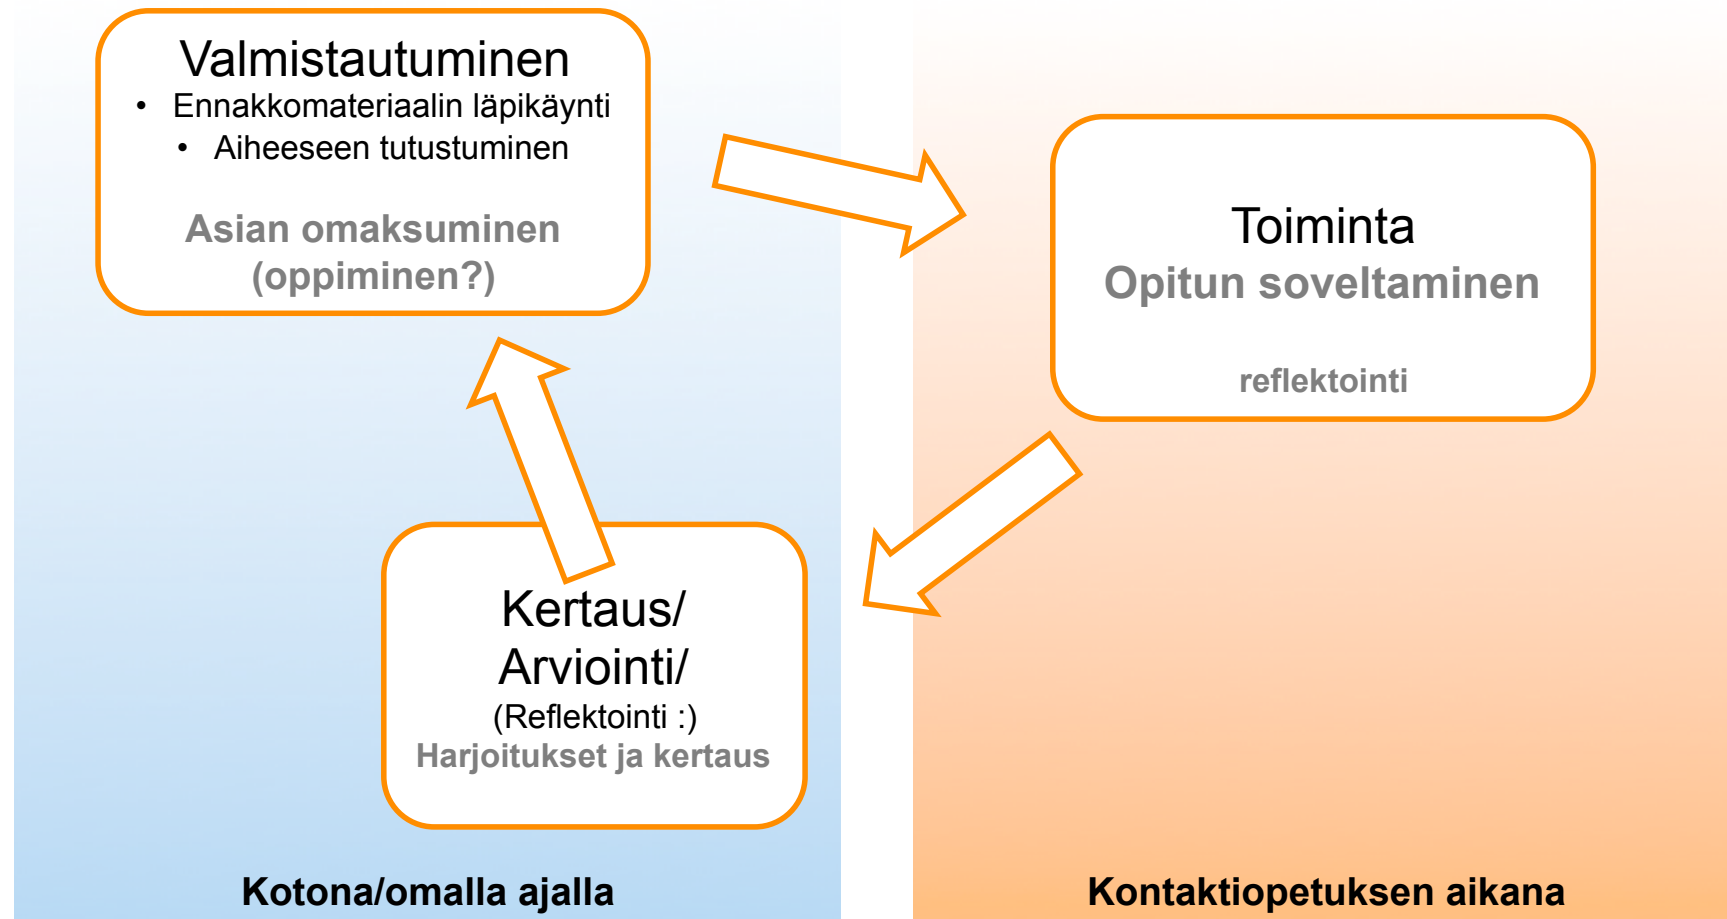 Valmistautuminen
• Ennakkomateriaalin läpikäynti
• Aiheeseen tutustuminen
Asian omaksuminen
(oppiminen?)
Toiminta
Opitun soveltaminen
reflektointi
Kertaus/
Arviointi/
(Reflektointi :)
Harjoitukset ja kertaus
Kotona/omalla ajalla
Kontaktiopetuksen aikana